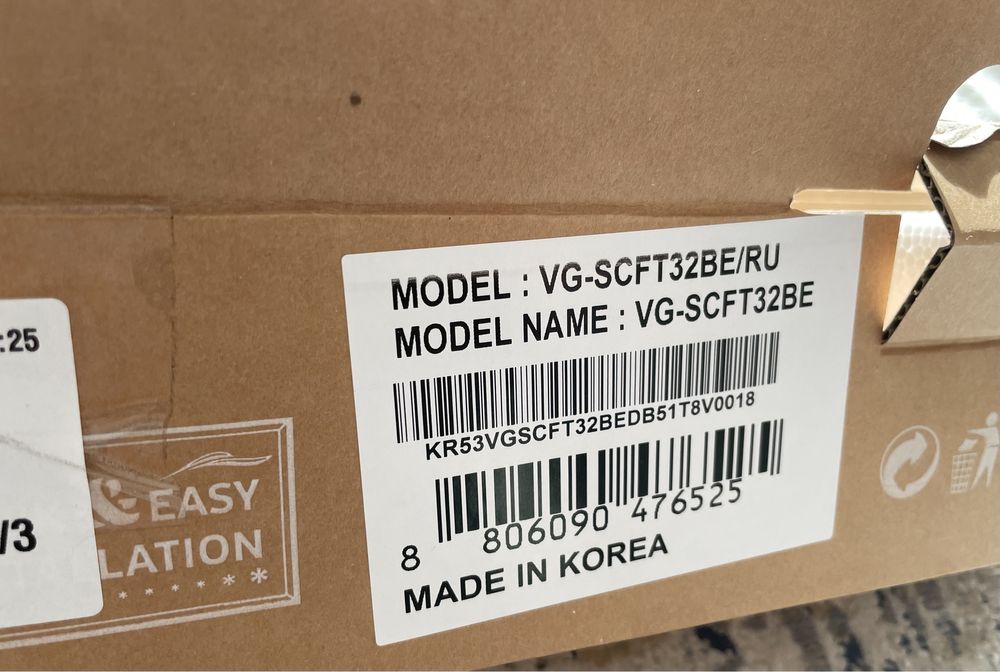 MODEL : VG-SCFT32BE/RU
MODEL NAME : VG-SCFT32BE
KR53VGSCFT32BEDB51T8V0018
8 806090 476525
MADE IN KOREA
:25
/3
& EASY
LATION